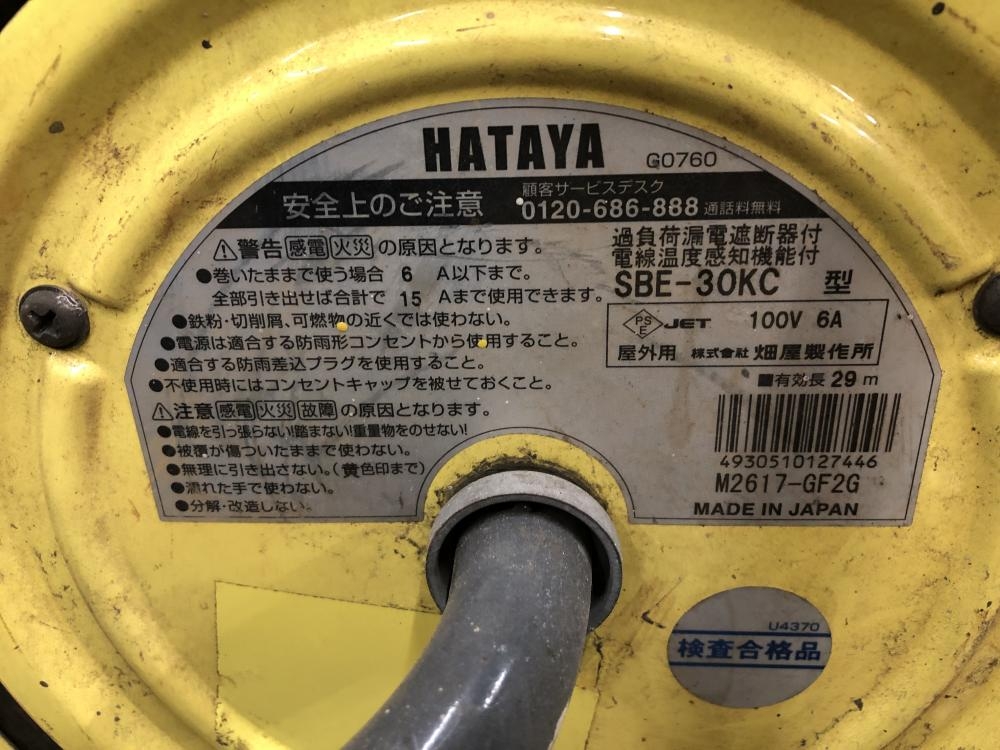 HATAYA G0760
安全上のご注意
顧客サービスデスク
0120-686-888 通話料無料
⚠警告 感電 火災 の原因となります。
●巻いたままで使う場合 6 A以下まで。
全部引き出せば合計で 15 Aまで使用できます。
●鉄粉・切削屑、可燃物の近くでは使わない。
●電源は適合する防雨形コンセントから使用すること。
●適合する防雨差込プラグを使用すること。
●不使用時にはコンセントキャップを被せておくこと。
⚠注意 感電 火災 故障 の原因となります。
●電線を引っ張らない!踏まない!重量物をのせない!
●被覆が傷ついたままで使わない。
●無理に引き出さない。(黄色印まで)
●濡れた手で使わない。
●分解・改造しない。
過負荷漏電遮断器付
電線温度感知機能付
SBE-30KC 型
PS E JET 100V 6A
屋外用 株式会社 畑屋製作所
■有効長 29 m
4930510127446
M2617-GF2G
MADE IN JAPAN
U4370
検査合格品